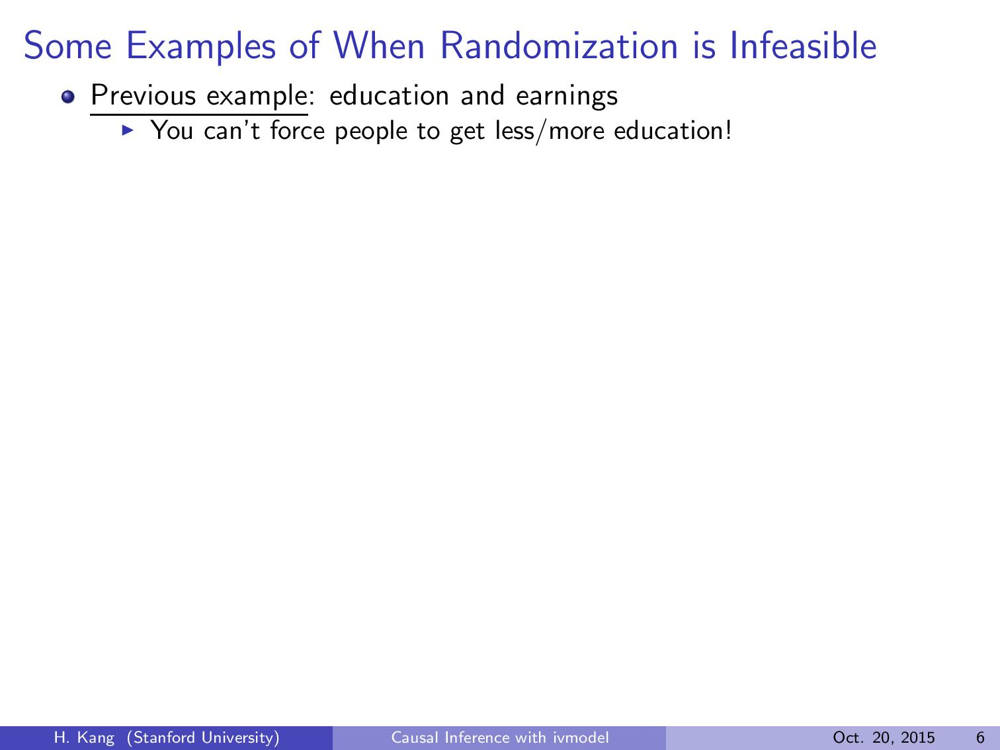 Some Examples of When Randomization is Infeasible
Previous example: education and earnings
You can't force people to get less/more education!
H. Kang (Stanford University) Causal Inference with ivmodel Oct. 20, 2015 6